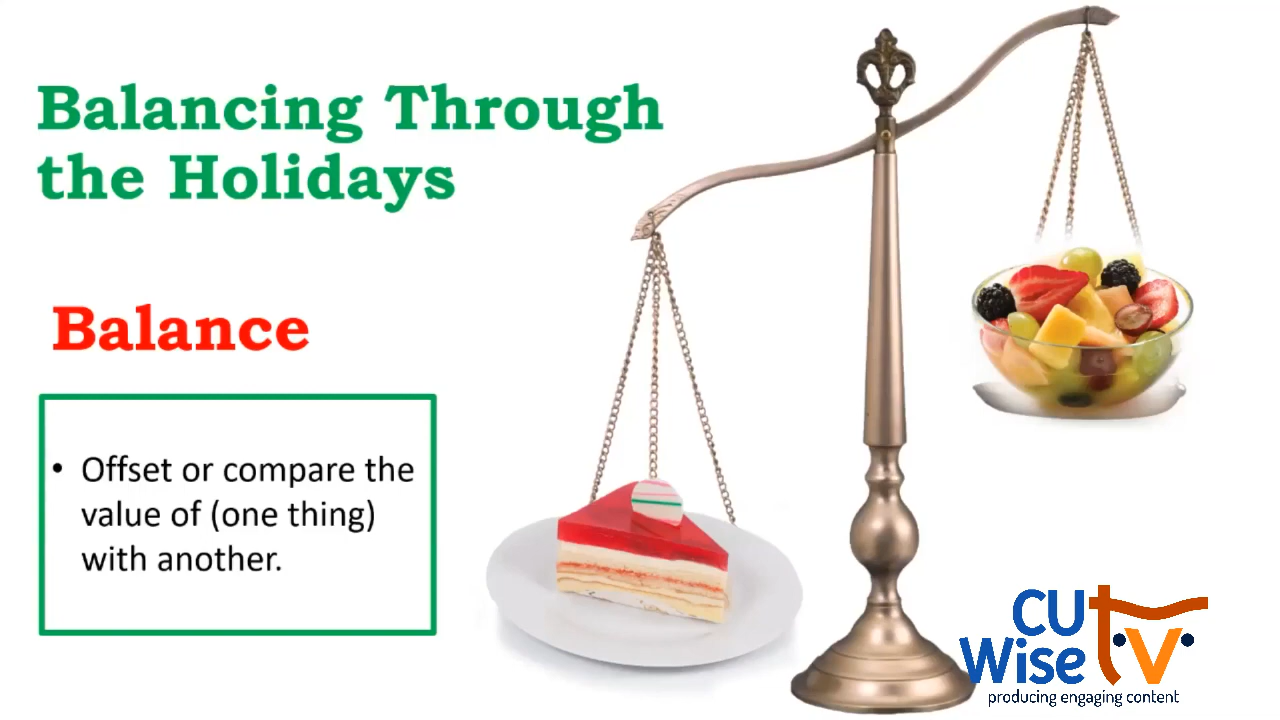 Balancing Through
the Holidays
Balance
• Offset or compare the
value of (one thing)
with another.
CU
Wise tv
producing engaging content